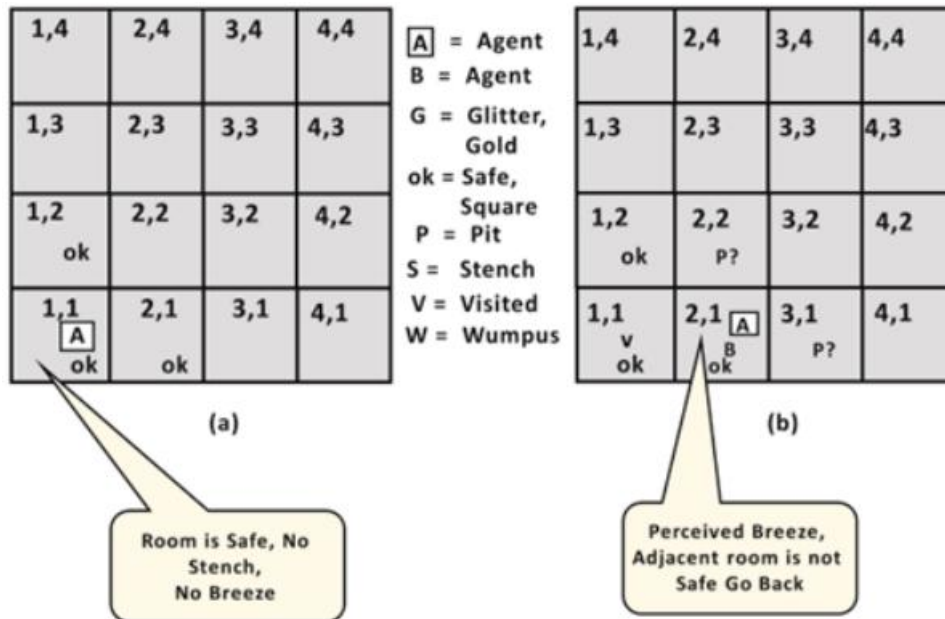 1,4 2,4 3,4 4,4
1,3 2,3 3,3 4,3
1,2 2,2 3,2 4,2
ok
1,1 2,1 3,1 4,1
A
ok ok
(a)
Room is Safe, No
Stench,
No Breeze
A = Agent
B = Agent
G = Glitter,
Gold
ok = Safe,
Square
P = Pit
S = Stench
V = Visited
W = Wumpus
1,4 2,4 3,4 4,4
1,3 2,3 3,3 4,3
1,2 2,2 3,2 4,2
ok P?
1,1 2,1 A 3,1 4,1
v B P?
ok ok
(b)
Perceived Breeze,
Adjacent room is not
Safe Go Back